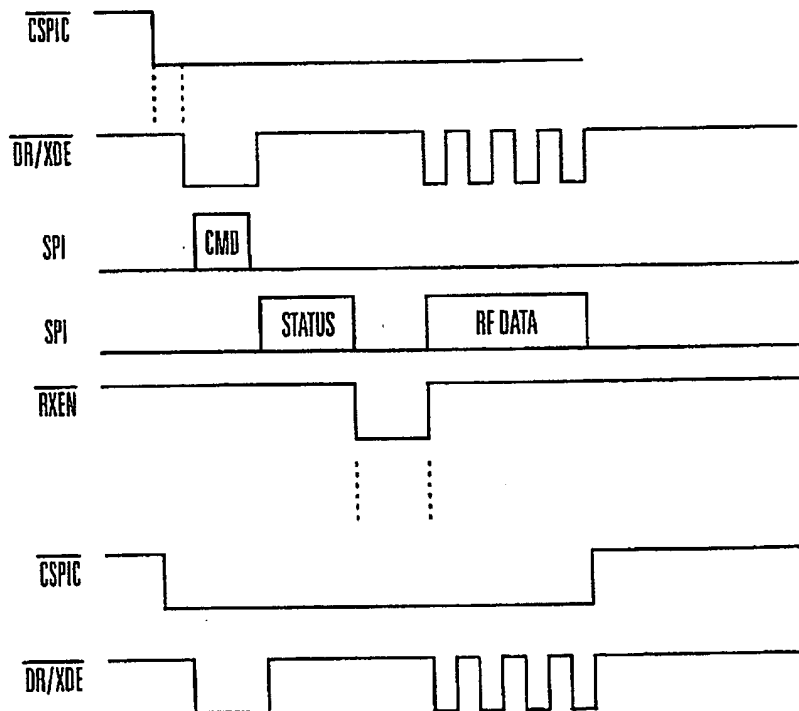 CSPIC
DR/XDE
SPI CMD
SPI STATUS RF DATA
RXEN
CSPIC
DR/XDE